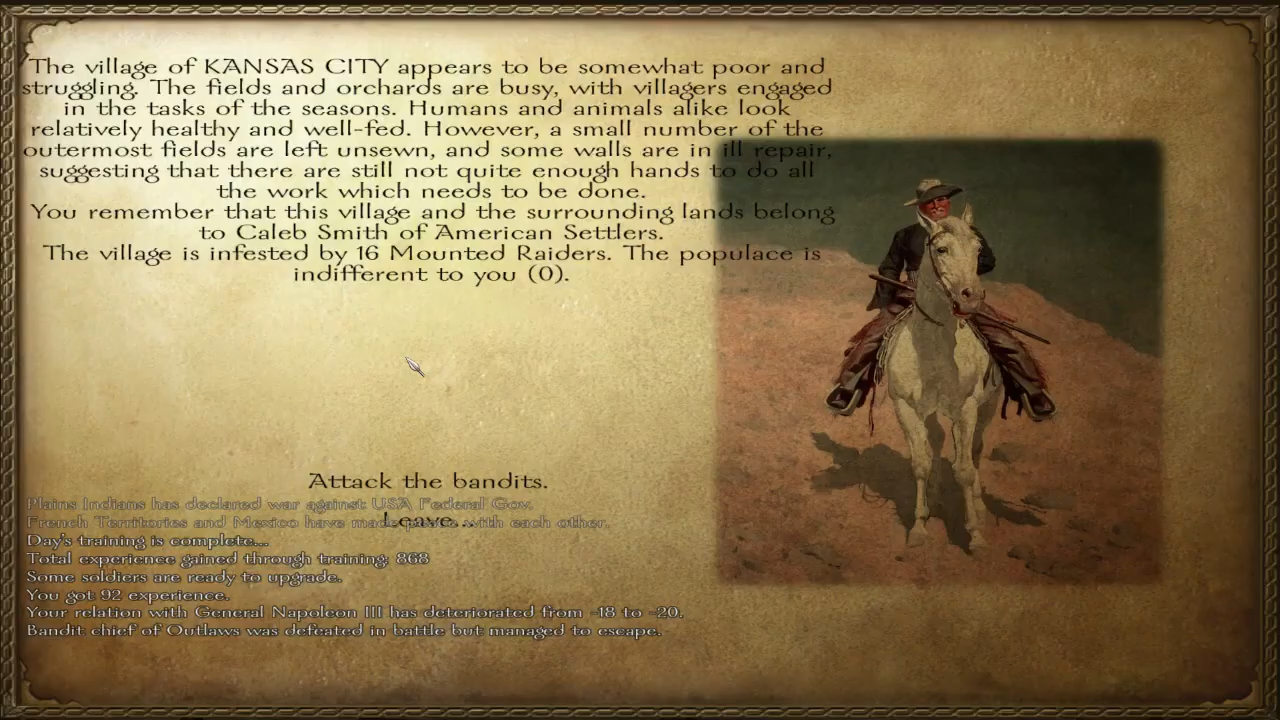 The village of KANSAS CITY appears to be somewhat poor and
struggling. The fields and orchards are busy, with villagers engaged
in the tasks of the seasons. Humans and animals alike look
relatively healthy and well-fed. However, a small number of the
outermost fields are left unsewn, and some walls are in ill repair,
suggesting that there are still not quite enough hands to do all
the work which needs to be done.
You remember that this village and the surrounding lands belong
to Caleb Smith of American Settlers.
The village is infested by 16 Mounted Raiders. The populace is
indifferent to you (0).
Attack the bandits.
Plains Indians has declared war against USA Federal Gov.
Leave...
French Territories and Mexico have made peace with each other.
Day's training is complete...
Total experience gained through training: 868
Some soldiers are ready to upgrade.
You got 92 experience.
Your relation with General Napoleon III has deteriorated from -18 to -20.
Bandit chief of Outlaws was defeated in battle but managed to escape.